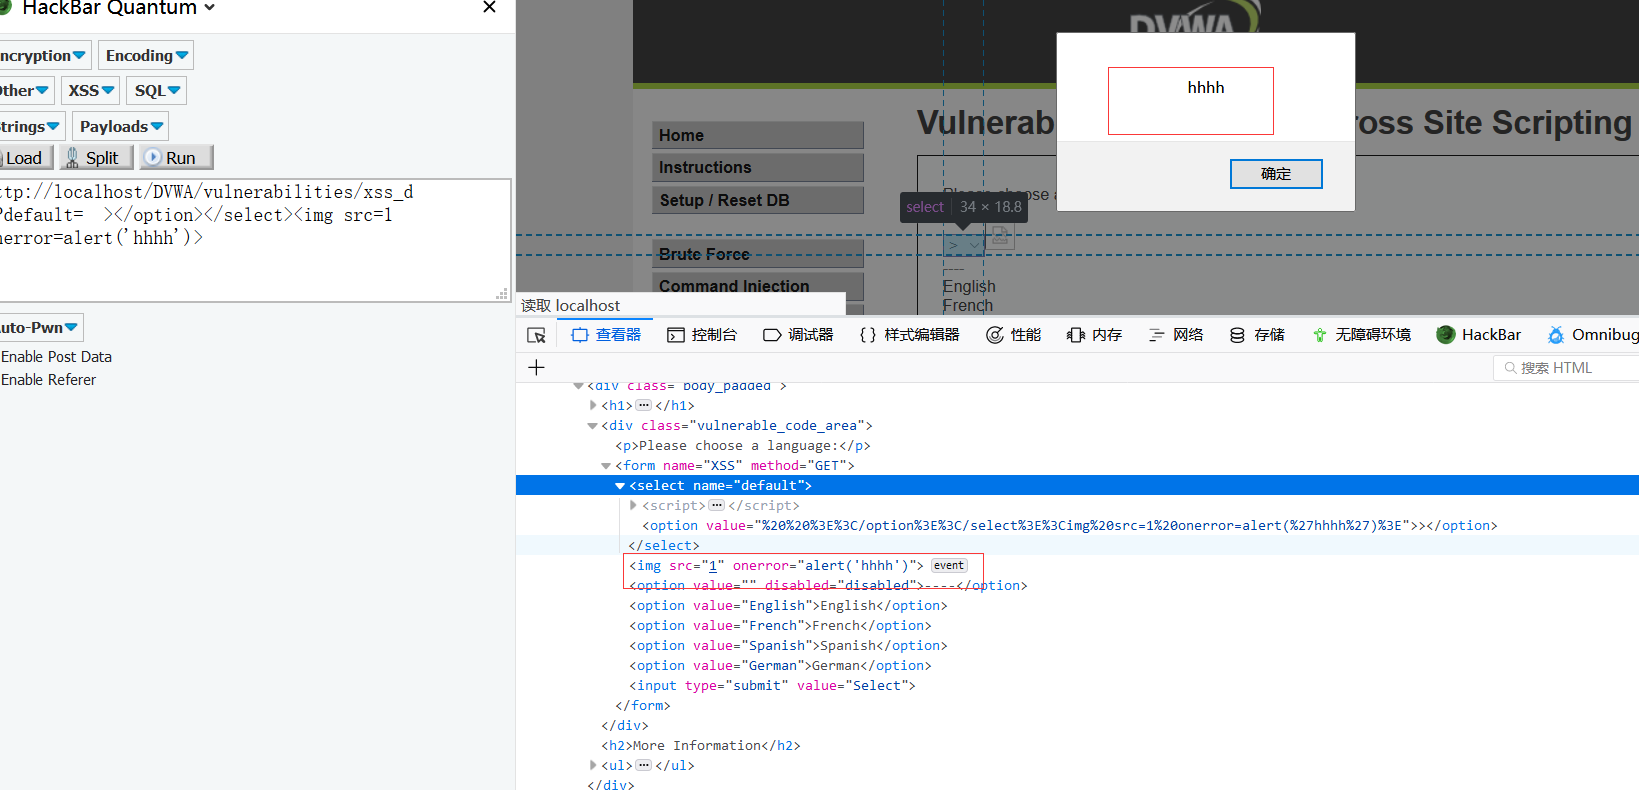 HackBar Quantum
ncryption
Encoding
ther
XSS
SQL
trings
Payloads
Load
Split
Run
ttp://localhost/DVWA/vulnerabilities/xss_d
?default=  ></option></select><img src=1
nerror=alert('hhhh')>
uto-Pwn
Enable Post Data
Enable Referer
DVWA
Home
Instructions
Setup / Reset DB
Brute Force
Command Injection
Vulnerab
ross Site Scripting
hhhh
确定
Please choose a
select 34 × 18.8
>
----
English
French
读取 localhost
查看器
控制台
调试器
{} 样式编辑器
性能
内存
网络
存储
无障碍环境
HackBar
Omnibug
+
搜索 HTML
<div class="body_padded">
<h1>···</h1>
<div class="vulnerable_code_area">
<p>Please choose a language:</p>
<form name="XSS" method="GET">
<select name="default">
<script>···</script>
<option value="%20%20%3E%3C/option%3E%3C/select%3E%3Cimg%20src=1%20onerror=alert(%27hhhh%27)%3E">></option>
</select>
<img src="1" onerror="alert('hhhh')"> event
<option value="" disabled="disabled">----</option>
<option value="English">English</option>
<option value="French">French</option>
<option value="Spanish">Spanish</option>
<option value="German">German</option>
<input type="submit" value="Select">
</form>
</div>
<h2>More Information</h2>
<ul>···</ul>
</div>